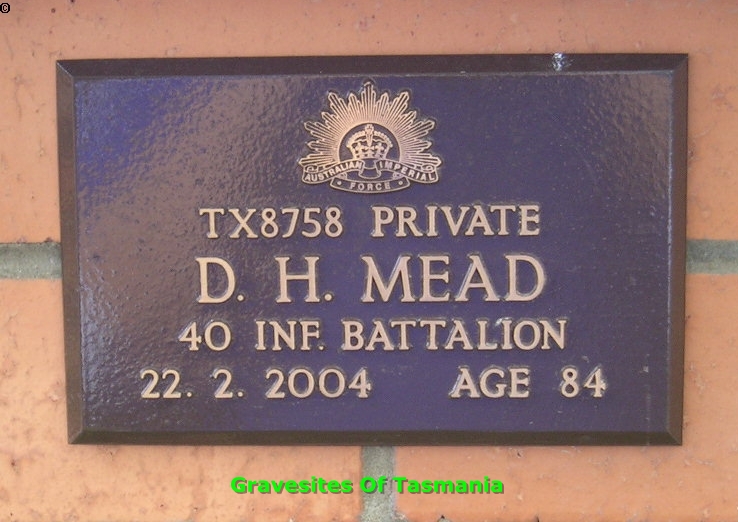 ©
AUSTRALIAN IMPERIAL
FORCE
TX8758 PRIVATE
D. H. MEAD
40 INF. BATTALION
22. 2. 2004 AGE 84
Gravesites Of Tasmania